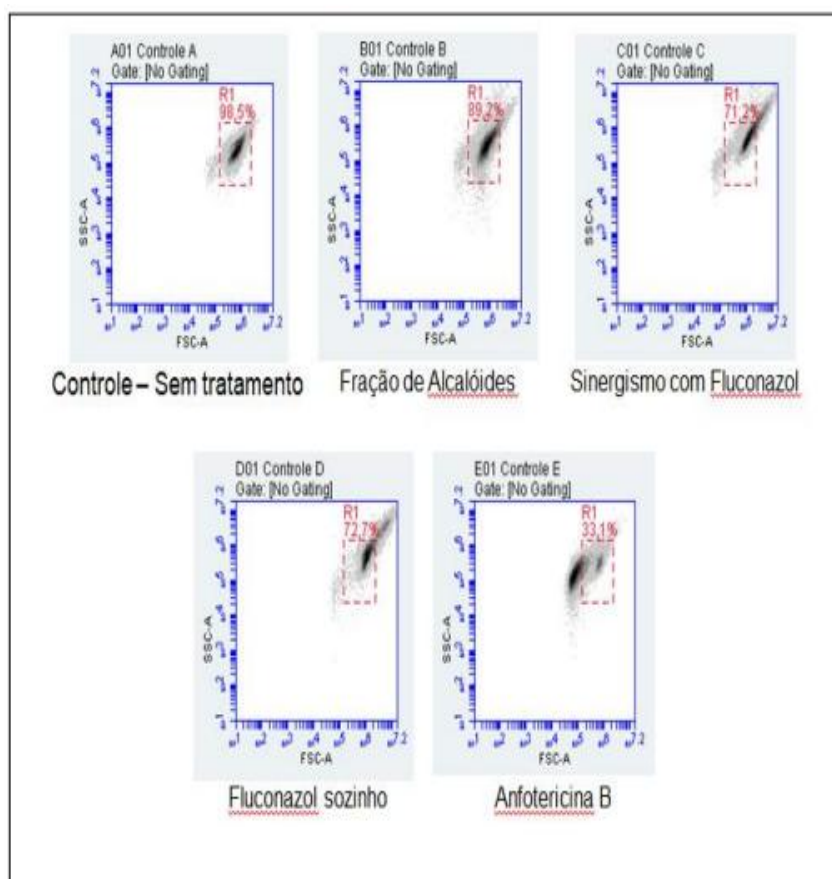 A01 Controle A
Gate: [No Gating]
R1
98,5%
SSC-A
FSC-A
Controle – Sem tratamento
B01 Controle B
Gate: [No Gating]
R1
89,2%
SSC-A
FSC-A
Fração de Alcalóides
C01 Controle C
Gate: [No Gating]
R1
71,2%
SSC-A
FSC-A
Sinergismo com Fluconazol
D01 Controle D
Gate: [No Gating]
R1
72,7%
SSC-A
FSC-A
Fluconazol sozinho
E01 Controle E
Gate: [No Gating]
R1
33,1%
SSC-A
FSC-A
Anfotericina B